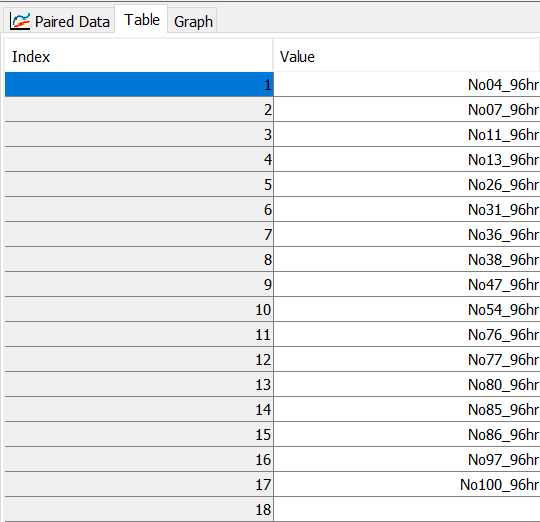 Paired Data Table Graph
Index Value
1 No04_96hr
2 No07_96hr
3 No11_96hr
4 No13_96hr
5 No26_96hr
6 No31_96hr
7 No36_96hr
8 No38_96hr
9 No47_96hr
10 No54_96hr
11 No76_96hr
12 No77_96hr
13 No80_96hr
14 No85_96hr
15 No86_96hr
16 No97_96hr
17 No100_96hr
18